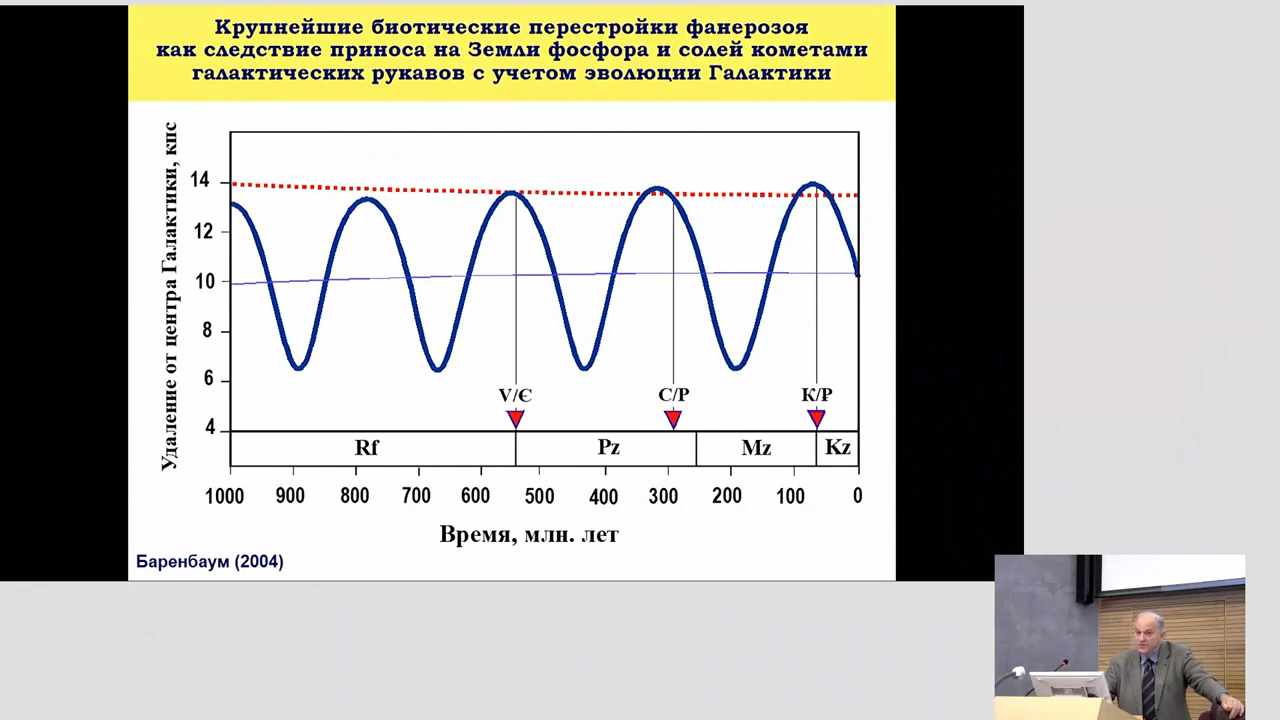 Крупнейшие биотические перестройки фанерозоя
как следствие приноса на Земли фосфора и солей кометами
галактических рукавов с учетом эволюции Галактики
Удаление от центра Галактики, кпс
14
12
10
8
6
4
V/Є
C/P
K/₽
Rf
Pz
Mz
Kz
1000 900 800 700 600 500 400 300 200 100 0
Время, млн. лет
Баренбаум (2004)